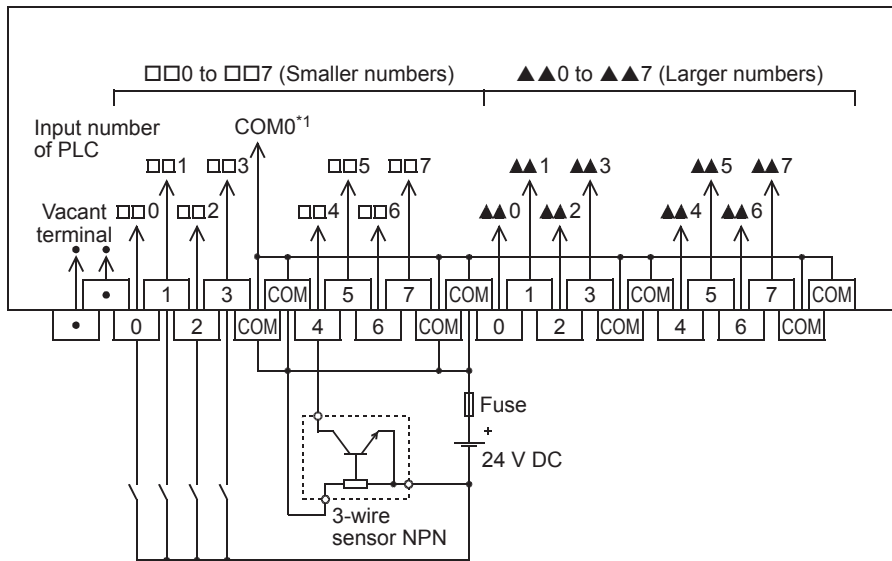 □□0 to □□7 (Smaller numbers) ▲▲0 to ▲▲7 (Larger numbers)
Input number
of PLC
COM0*1
□□1 □□3 □□5 □□7 ▲▲1 ▲▲3 ▲▲5 ▲▲7
Vacant
terminal
□□0 □□2 □□4 □□6 ▲▲0 ▲▲2 ▲▲4 ▲▲6
• 1 3 COM 5 7 COM 1 3 COM 5 7 COM
• 0 2 COM 4 6 COM 0 2 COM 4 6 COM
Fuse
+
24 V DC
3-wire
sensor NPN